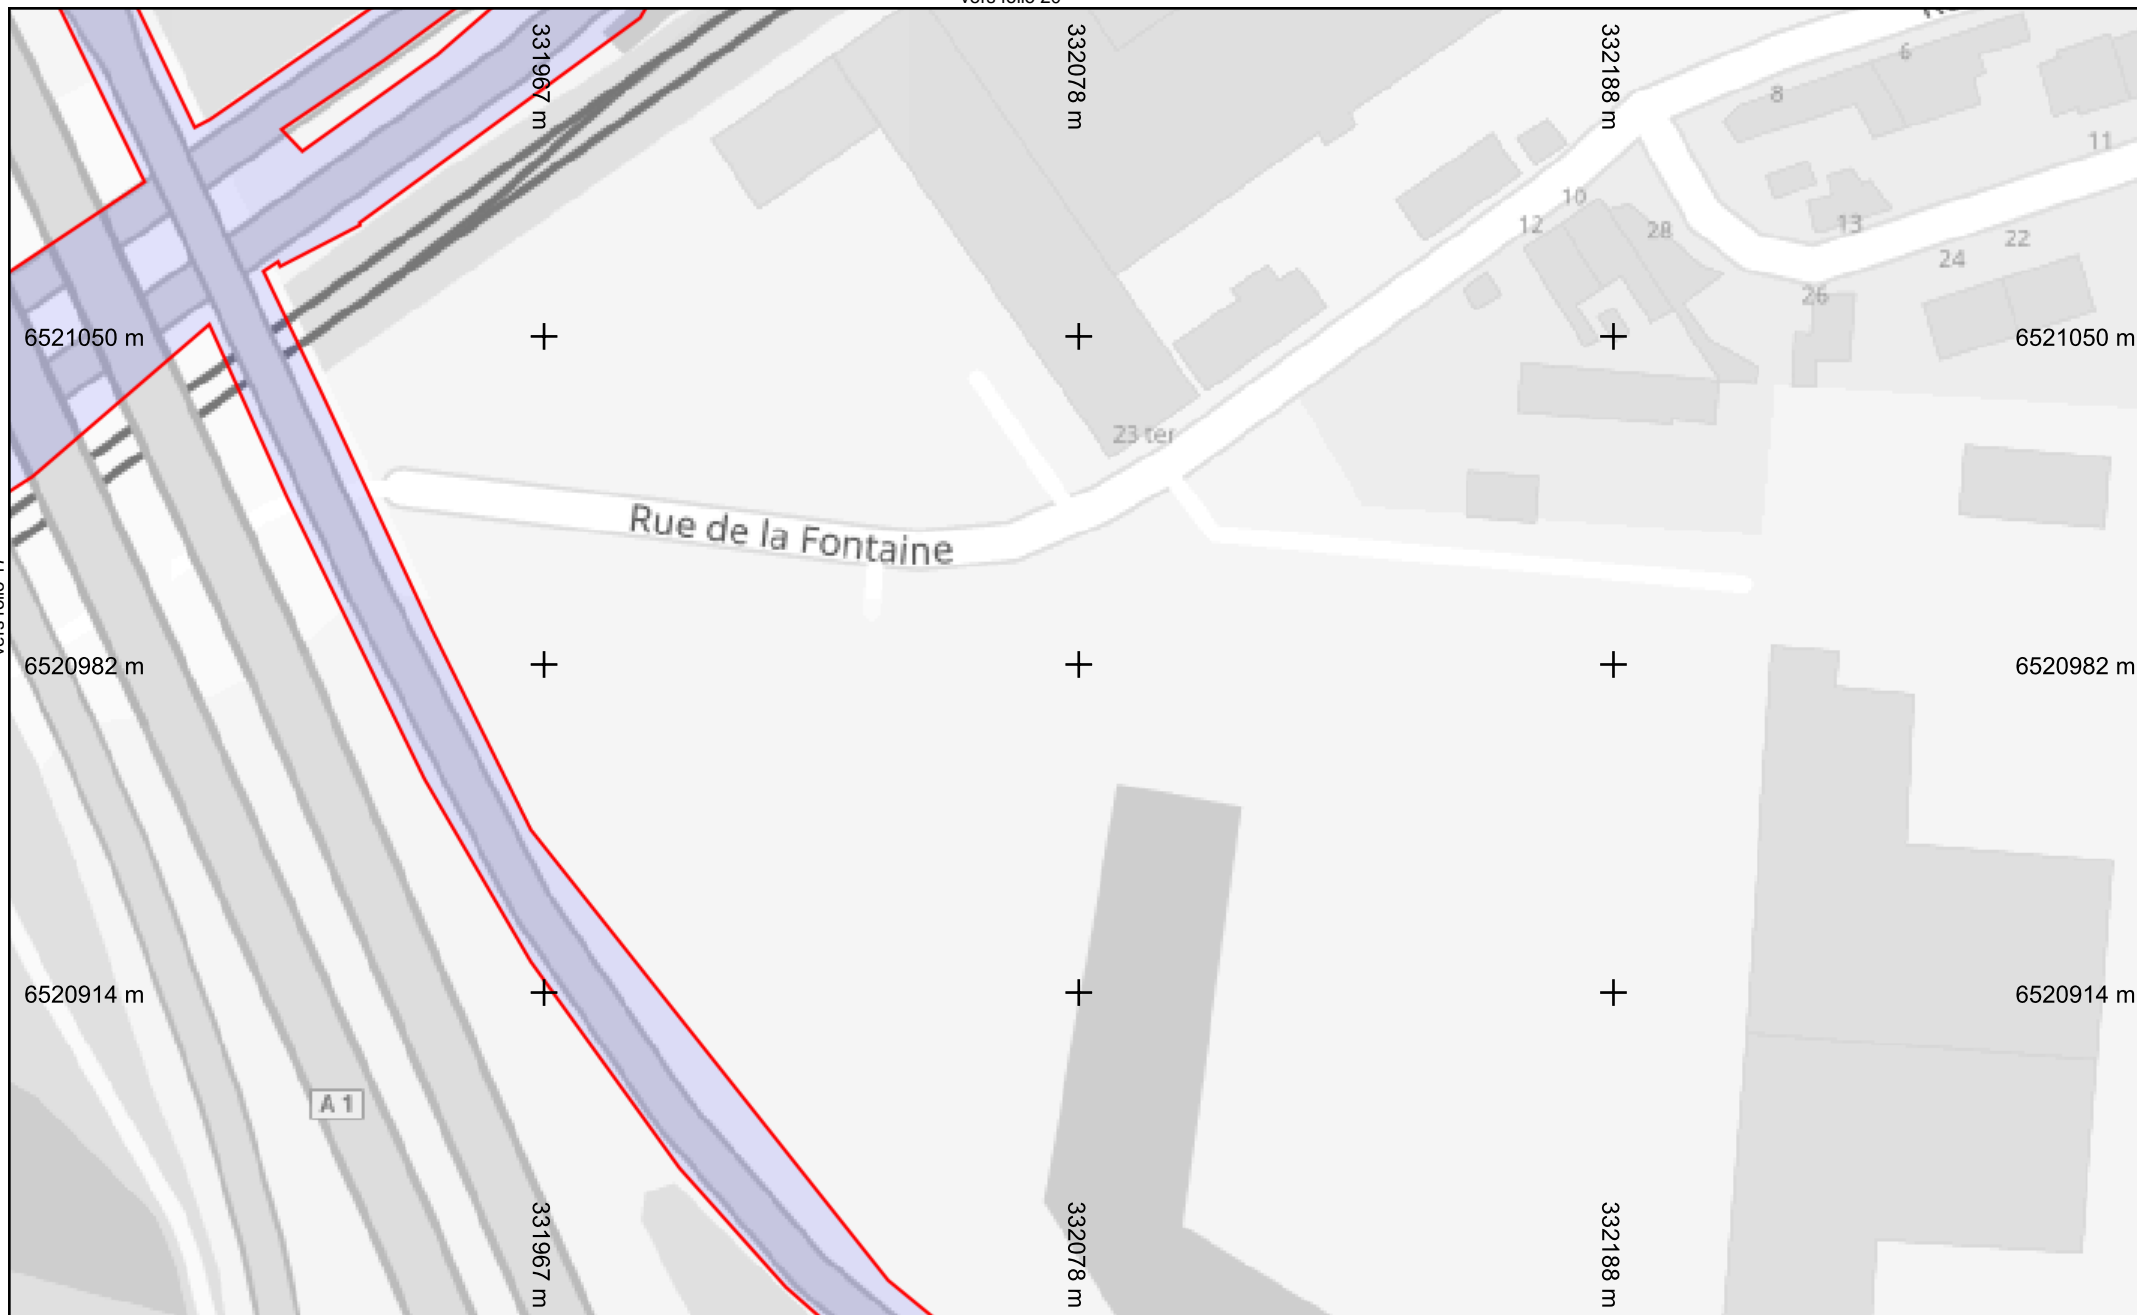 331967 m
332078 m
332188 m
6
8
11
10
12
28
13
22
24
26
6521050 m
6521050 m
23 ter
Rue de la Fontaine
6520982 m
6520982 m
6520914 m
6520914 m
A 1
331967 m
332078 m
332188 m